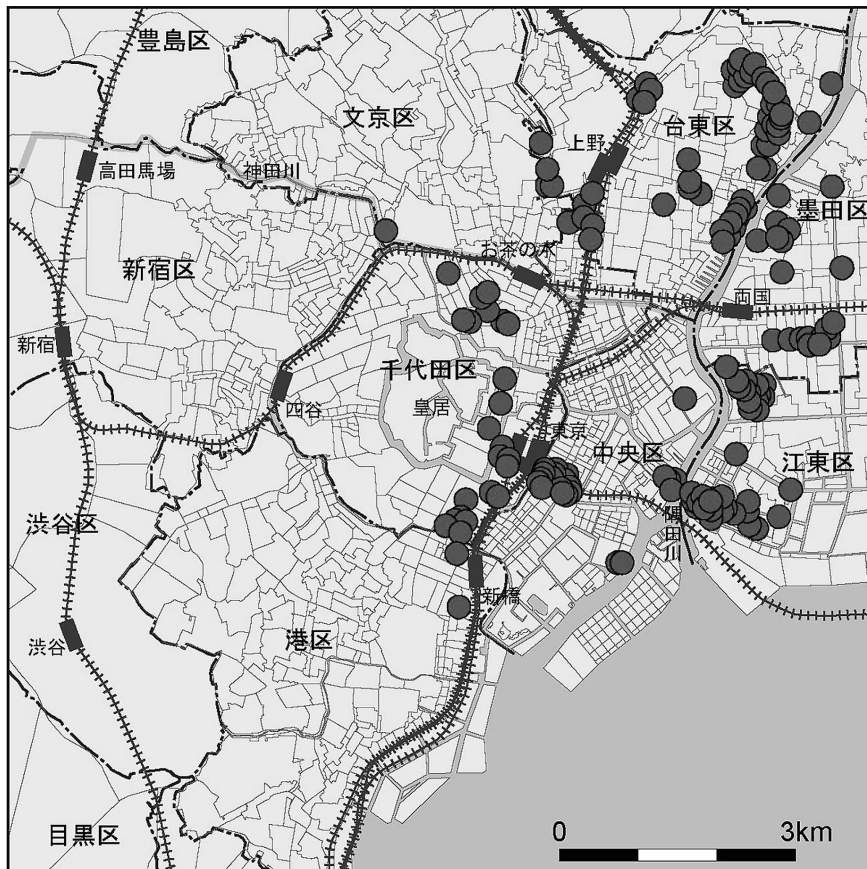 豊島区
文京区
台東区
上野
高田馬場
神田川
墨田区
新宿区
お茶の水
両国
新宿
千代田区
四谷
皇居
東京
中央区
江東区
隅田川
渋谷区
新橋
港区
渋谷
目黒区
0 3km